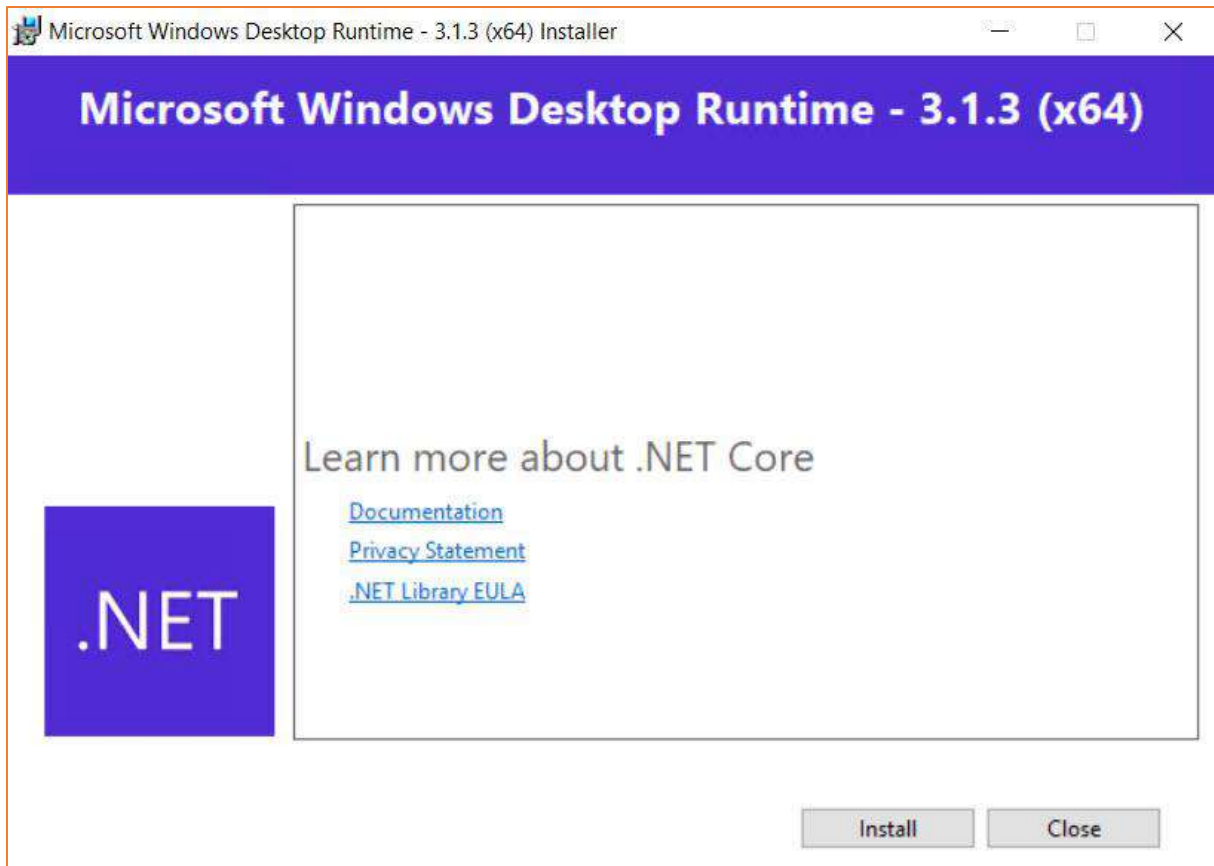 Microsoft Windows Desktop Runtime - 3.1.3 (x64) Installer
Microsoft Windows Desktop Runtime - 3.1.3 (x64)
Learn more about .NET Core
Documentation
Privacy Statement
.NET Library EULA
.NET
Install
Close